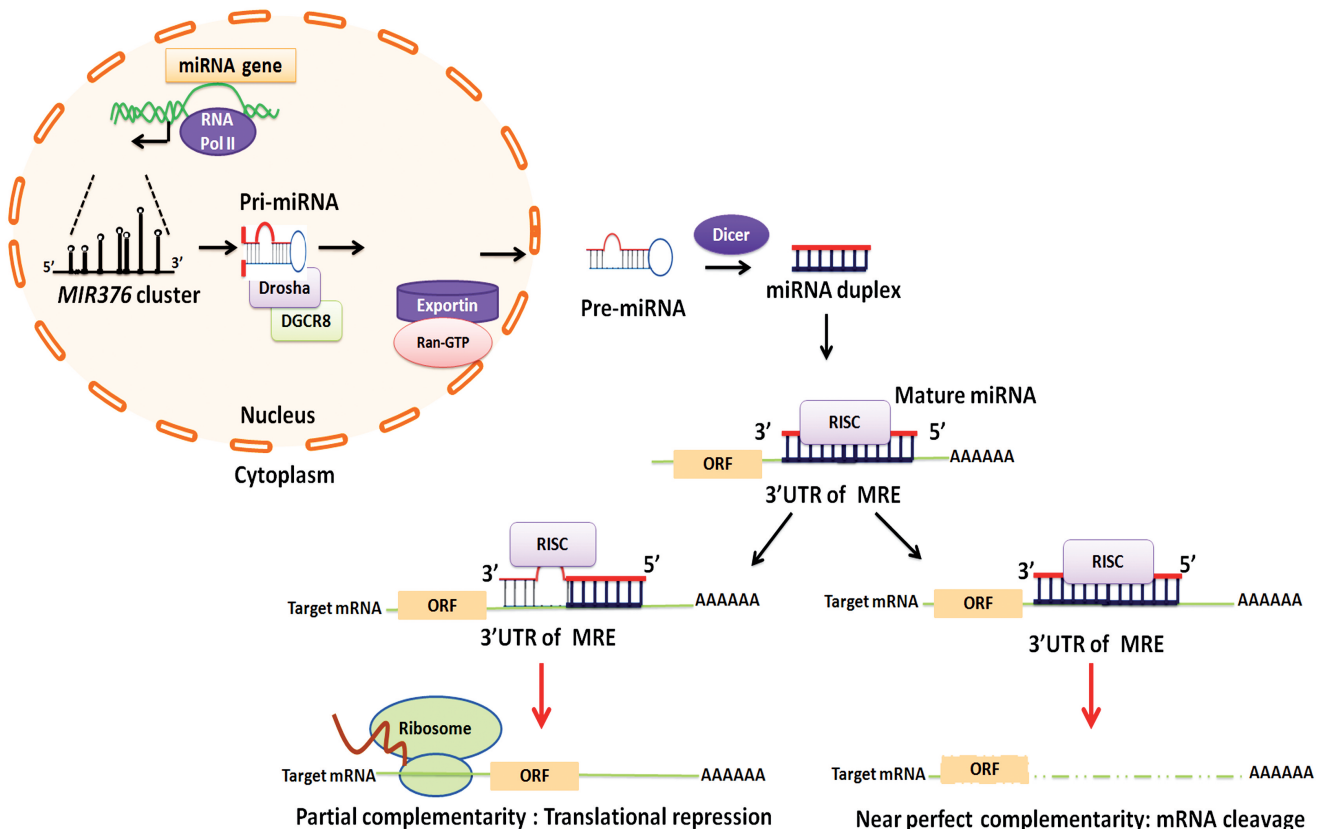 miRNA gene
RNA
Pol II
Pri-miRNA
5’
3’
MIR376 cluster
Drosha
DGCR8
Exportin
Ran-GTP
Nucleus
Cytoplasm
Dicer
Pre-miRNA
miRNA duplex
Mature miRNA
RISC
3’
5’
ORF
AAAAAA
3’UTR of MRE
RISC
3’
5’
Target mRNA
ORF
AAAAAA
3’UTR of MRE
RISC
3’
5’
Target mRNA
ORF
AAAAAA
3’UTR of MRE
Ribosome
Target mRNA
ORF
AAAAAA
Partial complementarity : Translational repression
Target mRNA
ORF
AAAAAA
Near perfect complementarity: mRNA cleavage